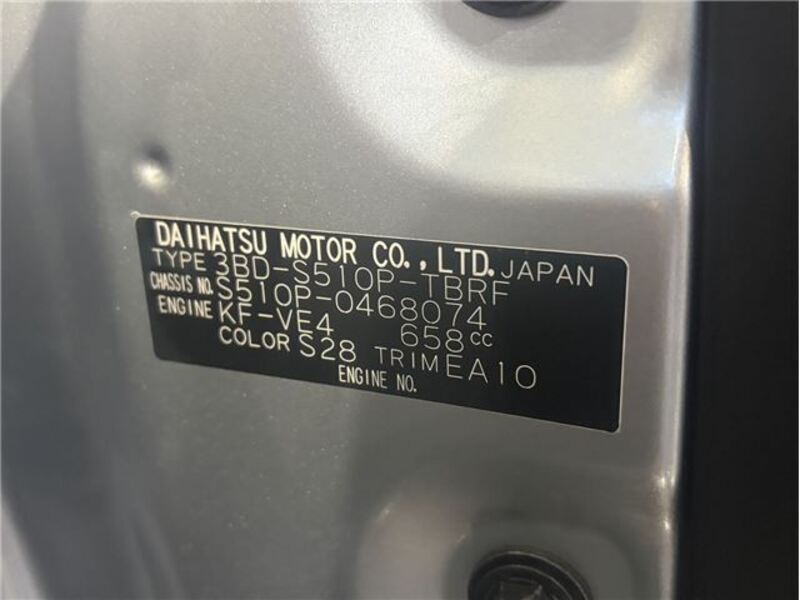 DAIHATSU MOTOR CO.,LTD. JAPAN
TYPE 3BD-S510P-TBRF
CHASSIS NO. S510P-0468074
ENGINE KF-VE4 658cc
COLOR S28 TRIM EA10
ENGINE NO.